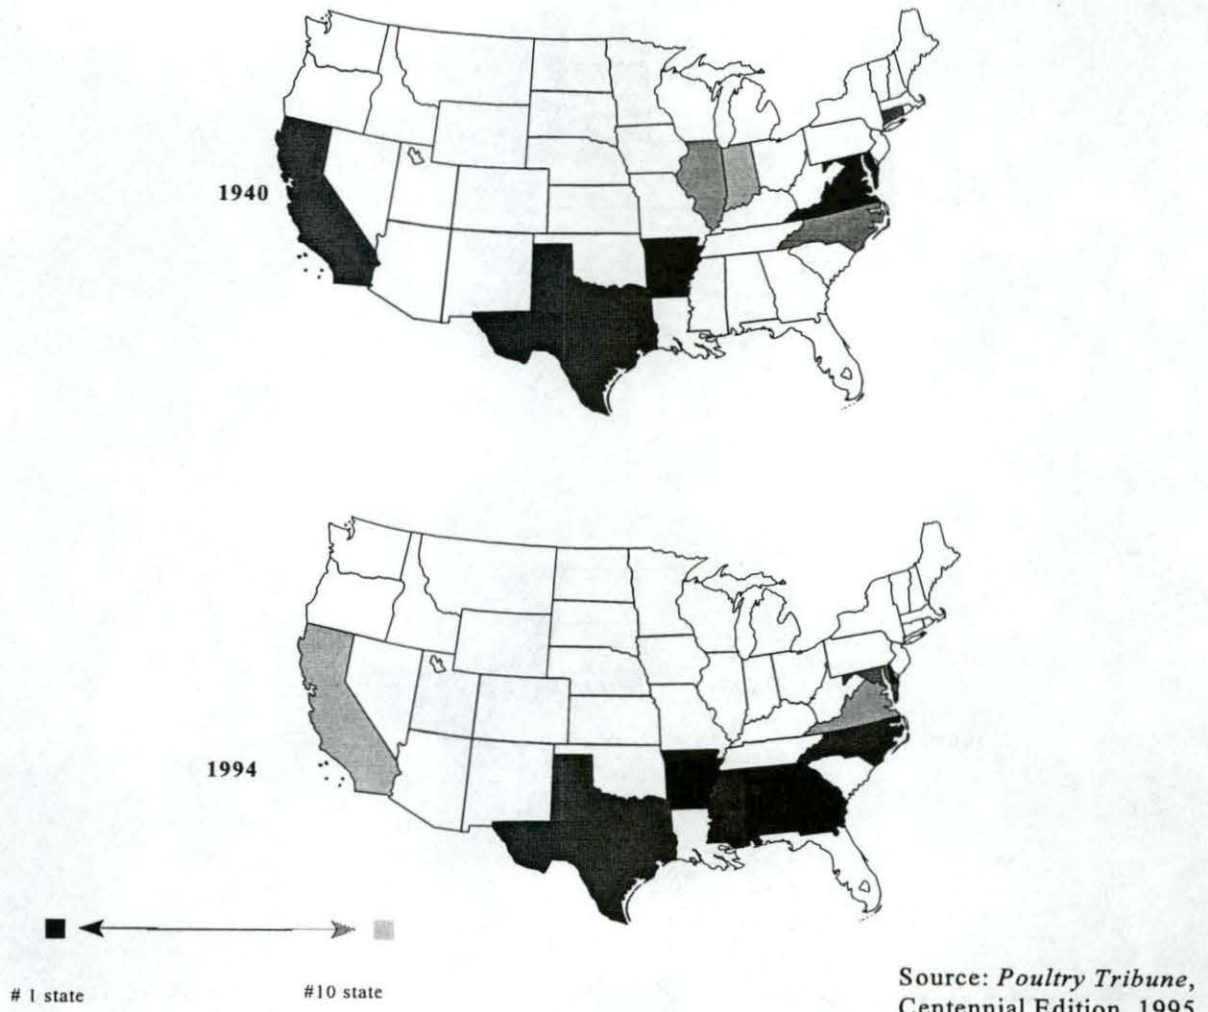 1940
1994
# 1 state
#10 state
Source: Poultry Tribune,
Centennial Edition, 1995